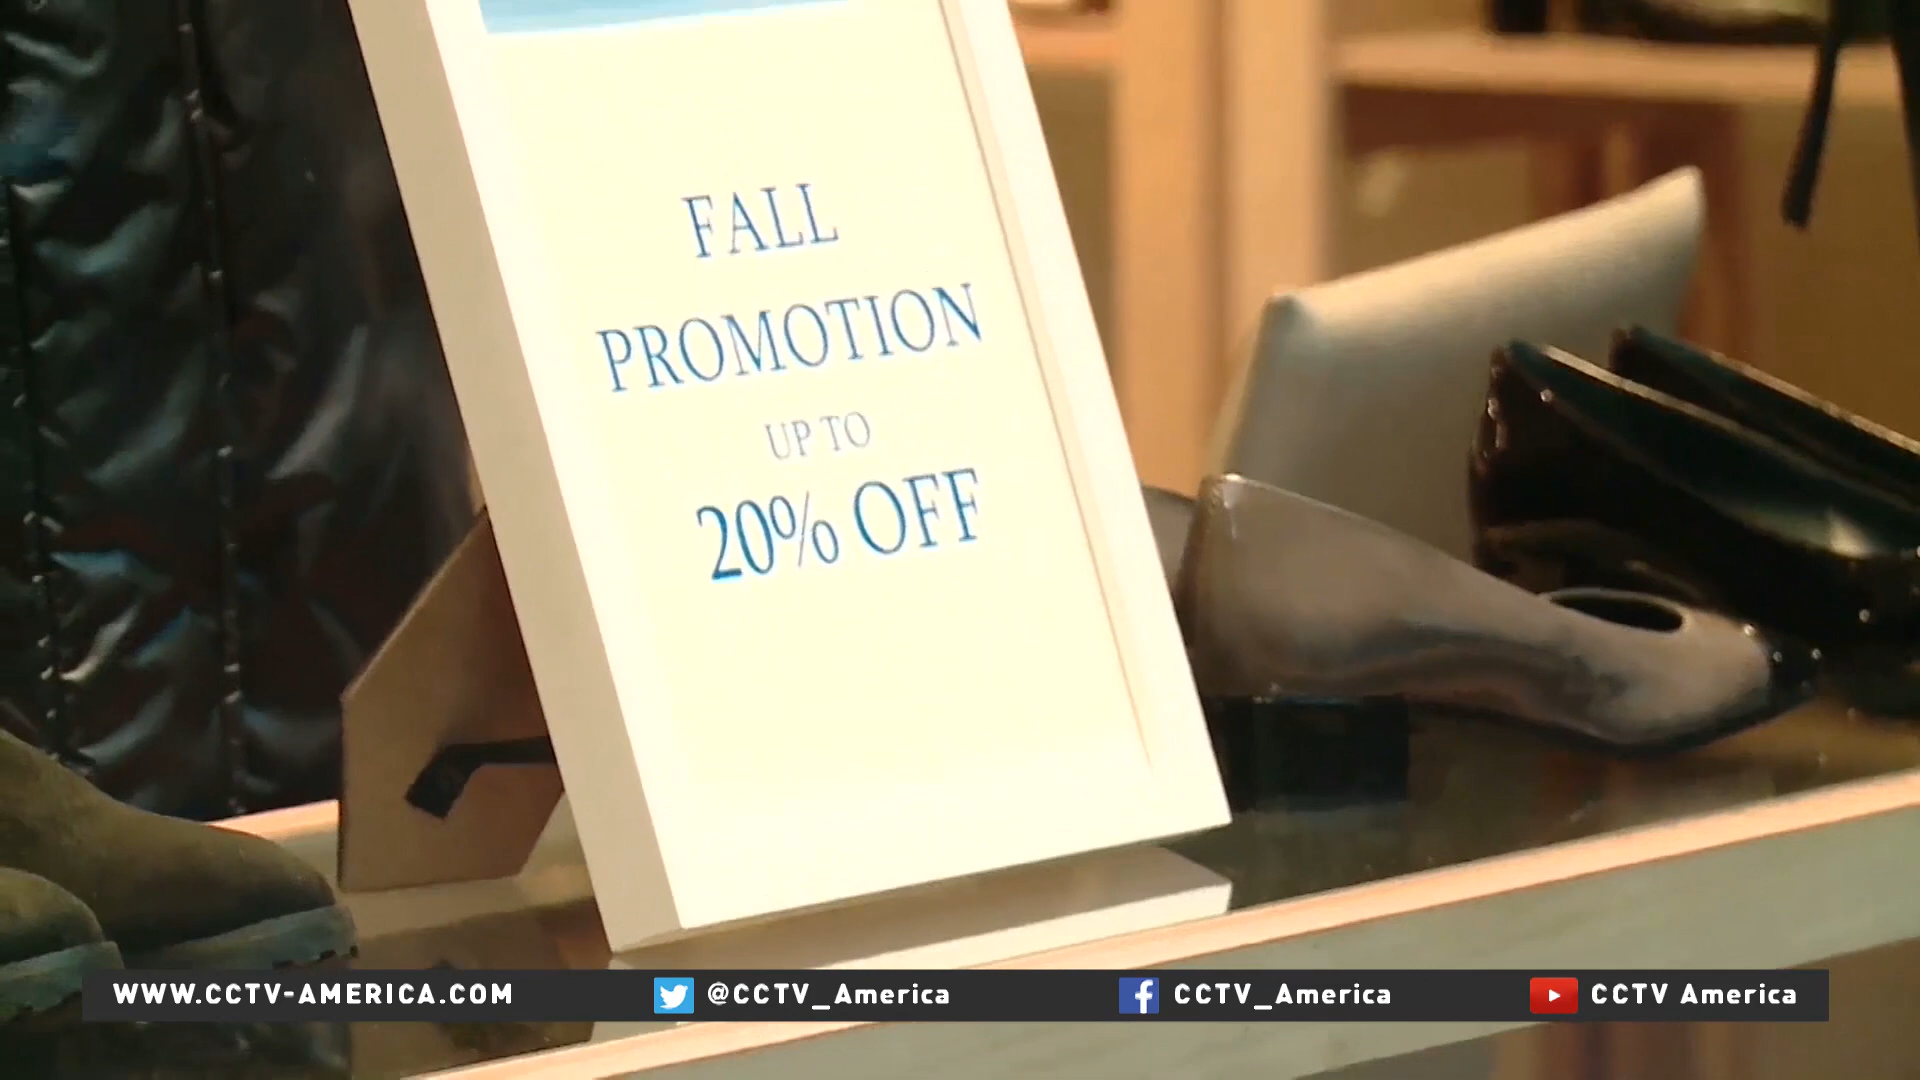 FALL
PROMOTION
UP TO
20% OFF
WWW.CCTV-AMERICA.COM @CCTV_America CCTV_America CCTV America